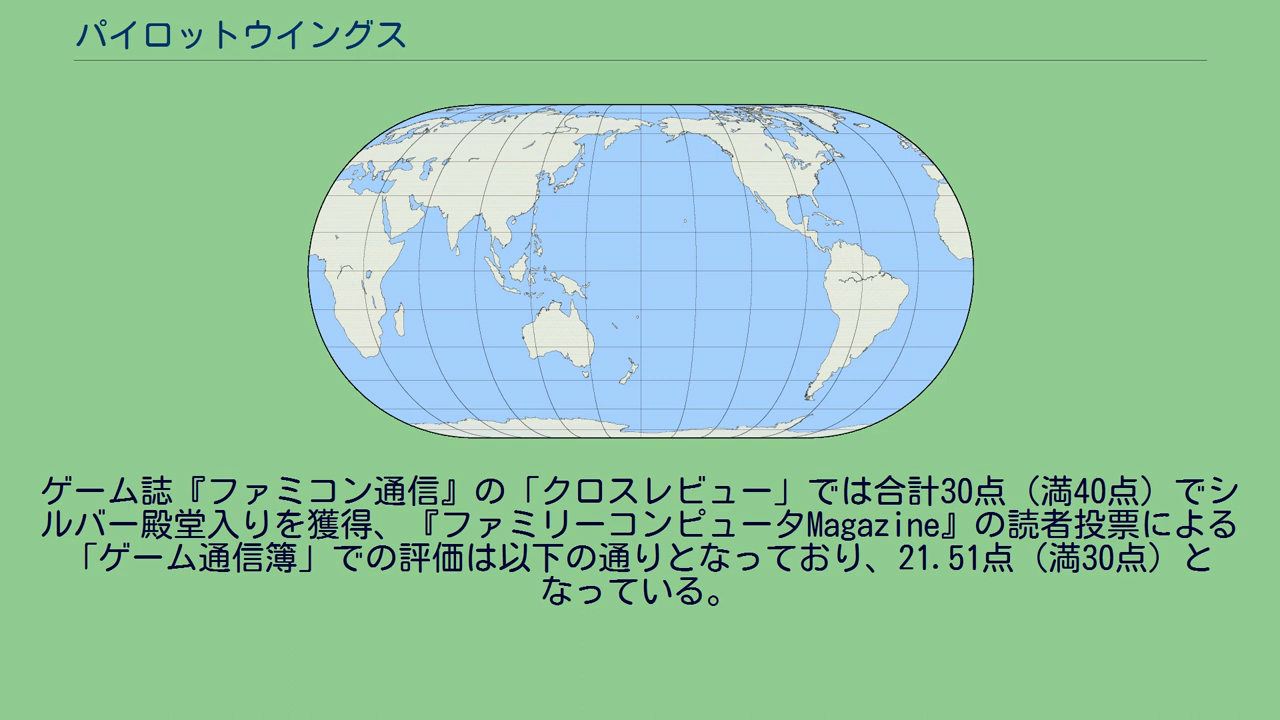 パイロットウイングス
ゲーム誌『ファミコン通信』の「クロスレビュー」では合計30点（満40点）でシ
ルバー殿堂入りを獲得、『ファミリーコンピュータMagazine』の読者投票による
「ゲーム通信簿」での評価は以下の通りとなっており、21.51点（満30点）と
なっている。